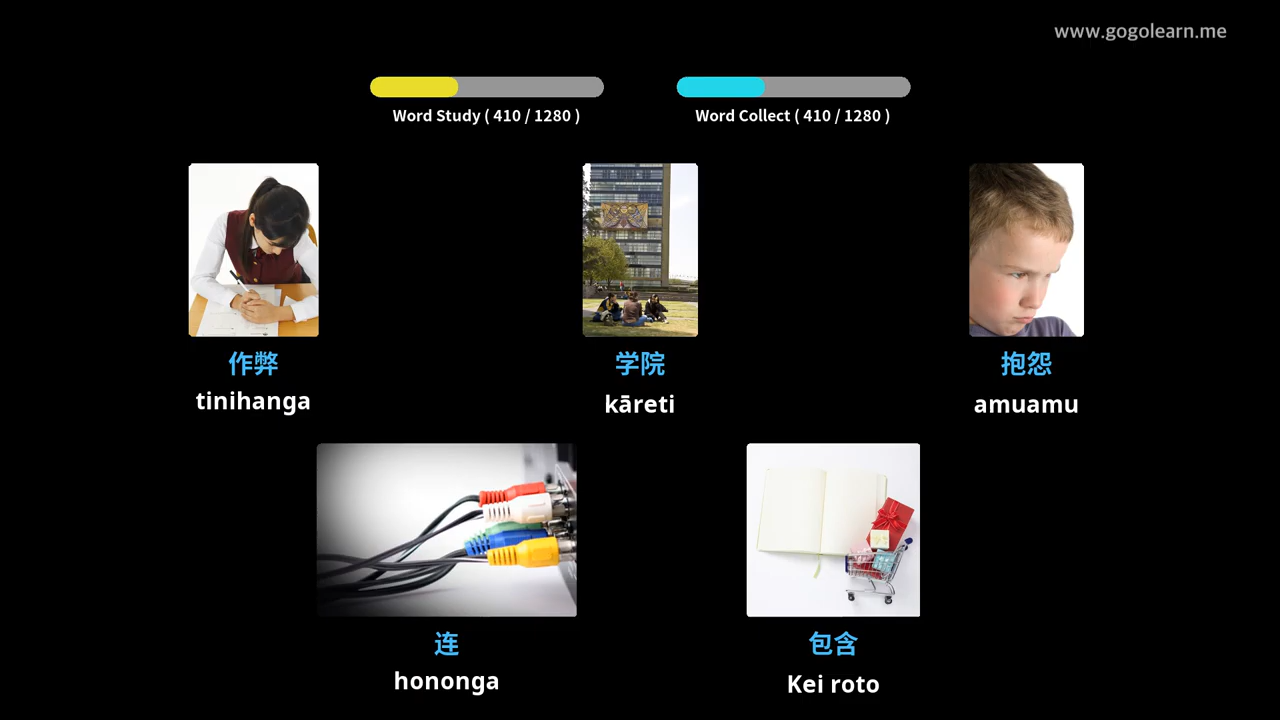 www.gogolearn.me
Word Study ( 410 / 1280 )
Word Collect ( 410 / 1280 )
作弊
tinihanga
学院
kāreti
抱怨
amuamu
连
hononga
包含
Kei roto